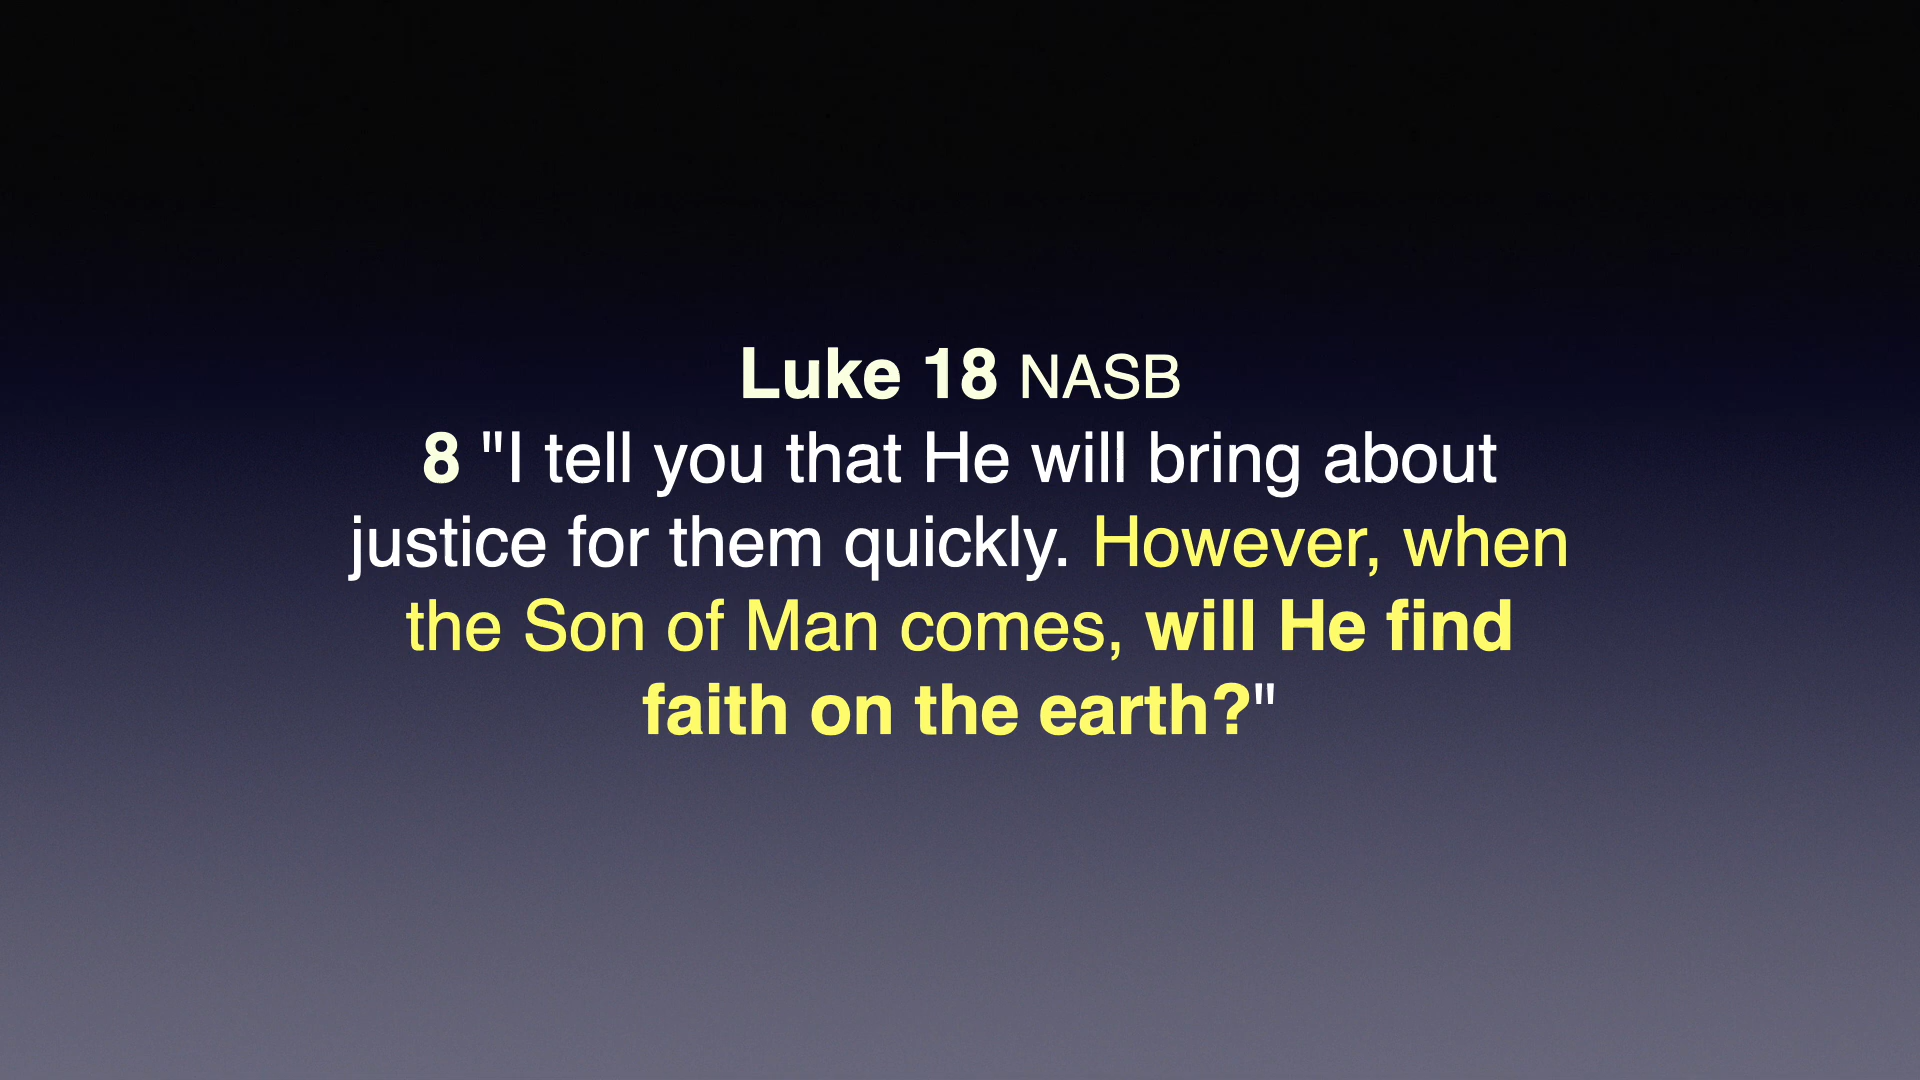 Luke 18 NASB
8 "I tell you that He will bring about
justice for them quickly. However, when
the Son of Man comes, will He find
faith on the earth?"